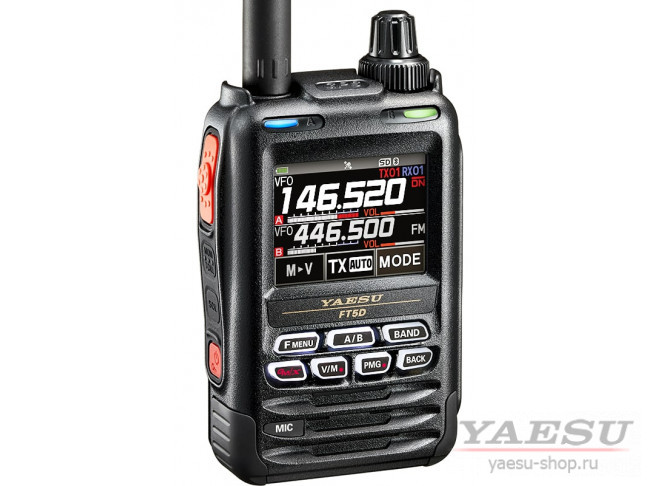 SD
VFO TX01 RX01
146.520 DN
A VOL
VFO 446.500 FM
B VOL
M►V TX AUTO MODE
YAESU
FT5D
F MENU A/B BAND
V/M PMG BACK
MIC
YAESU
yaesu-shop.ru